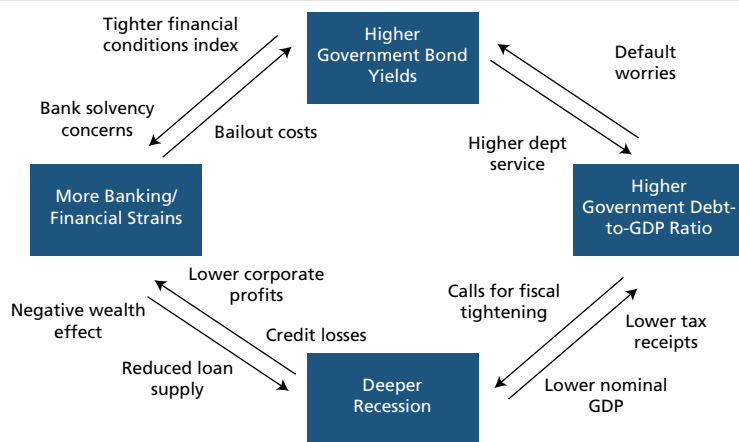 Tighter financial
conditions index
Higher
Government Bond
Yields
Default
worries
Bank solvency
concerns
Bailout costs
Higher dept
service
More Banking/
Financial Strains
Higher
Government Debt-
to-GDP Ratio
Lower corporate
profits
Calls for fiscal
tightening
Negative wealth
effect
Credit losses
Lower tax
receipts
Reduced loan
supply
Deeper
Recession
Lower nominal
GDP